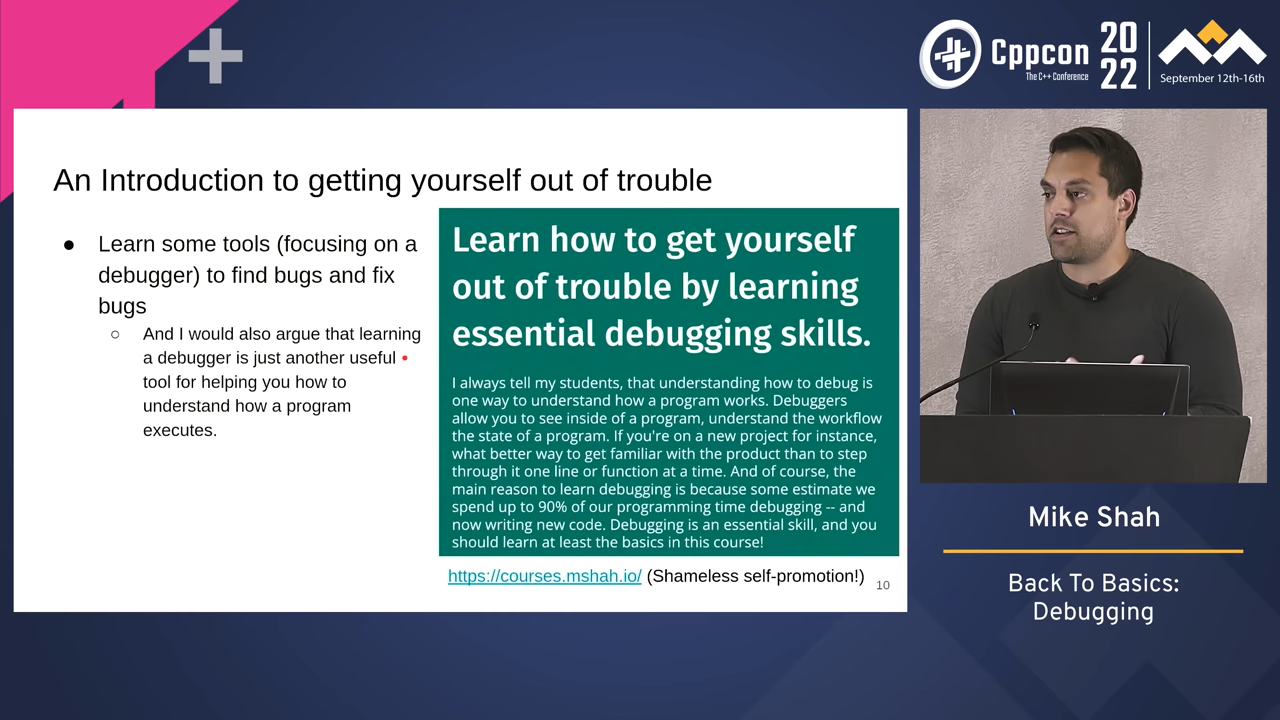 Cppcon
The C++ Conference
20
22
September 12th-16th
An Introduction to getting yourself out of trouble
● Learn some tools (focusing on a
debugger) to find bugs and fix
bugs
○ And I would also argue that learning
a debugger is just another useful
tool for helping you how to
understand how a program
executes.
Learn how to get yourself
out of trouble by learning
essential debugging skills.
I always tell my students, that understanding how to debug is
one way to understand how a program works. Debuggers
allow you to see inside of a program, understand the workflow
the state of a program. If you're on a new project for instance,
what better way to get familiar with the product than to step
through it one line or function at a time. And of course, the
main reason to learn debugging is because some estimate we
spend up to 90% of our programming time debugging -- and
now writing new code. Debugging is an essential skill, and you
should learn at least the basics in this course!
https://courses.mshah.io/ (Shameless self-promotion!)
10
Mike Shah
Back To Basics:
Debugging